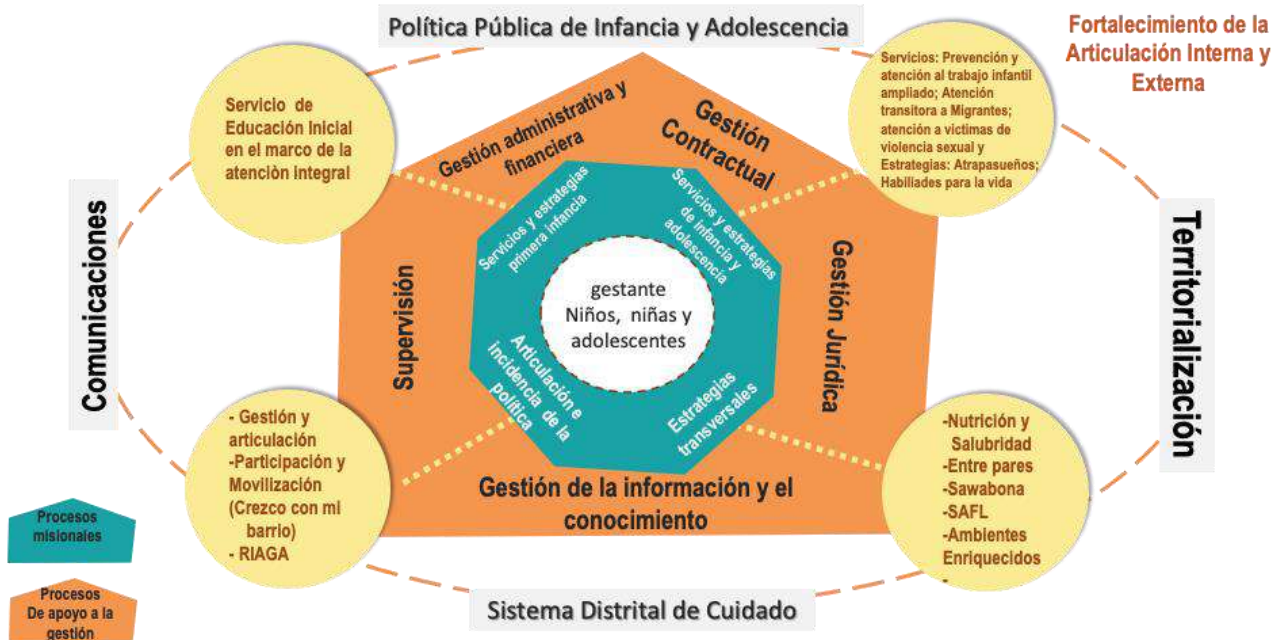 Política Pública de Infancia y Adolescencia
Fortalecimiento de la
Articulación Interna y
Externa
Servicio de
Educación Inicial
en el marco de la
atenciòn integral
Servicios: Prevención y
atención al trabajo infantil
ampliado; Atención
transitora a Migrantes;
atención a victimas de
violencia sexual y
Estrategias: Atrapasueños;
Habiliades para la vida
Gestión administrativa y
financiera
Gestión
Contractual
Comunicaciones
Supervisión
Servicios y estrategias
primera infancia
Servicios y estrategias
de infancia y
adolescencia
gestante
Niños, niñas y
adolescentes
Gestión Jurídica
Territorialización
Articulación e
incidencia de la
política
Estrategias
transversales
Gestión de la información y el
conocimiento
- Gestión y
articulación
-Participación y
Movilización
(Crezco con mi
barrio)
- RIAGA
-Nutrición y
Salubridad
-Entre pares
-Sawabona
-SAFL
-Ambientes
Enriquecidos
-
Procesos
misionales
Procesos
De apoyo a la
gestión
Sistema Distrital de Cuidado